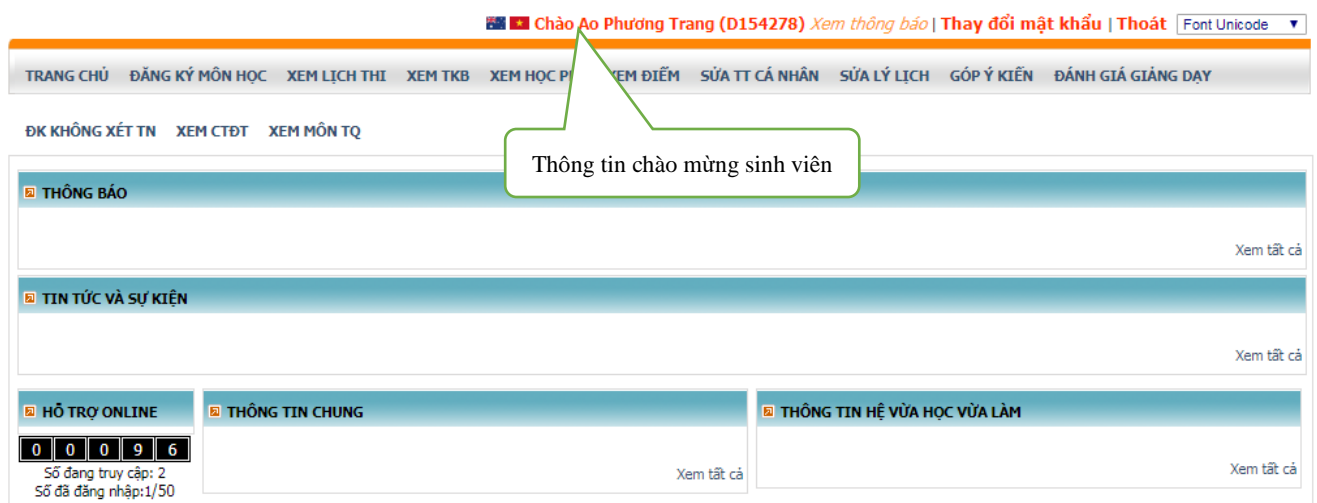 Chào Ao Phương Trang (D154278) Xem thông báo | Thay đổi mật khẩu | Thoát Font Unicode
TRANG CHỦ ĐĂNG KÝ MÔN HỌC XEM LỊCH THI XEM TKB XEM HỌC XEM ĐIỂM SỬA TT CÁ NHÂN SỬA LÝ LỊCH GÓP Ý KIẾN ĐÁNH GIÁ GIẢNG DẠY
ĐK KHÔNG XÉT TN XEM CTĐT XEM MÔN TQ
Thông tin chào mừng sinh viên
THÔNG BÁO
Xem tất cả
TIN TỨC VÀ SỰ KIỆN
Xem tất cả
HỖ TRỢ ONLINE THÔNG TIN CHUNG THÔNG TIN HỆ VỪA HỌC VỪA LÀM
0 0 0 9 6
Số đang truy cập: 2 Xem tất cả Xem tất cả
Số đã đăng nhập:1/50